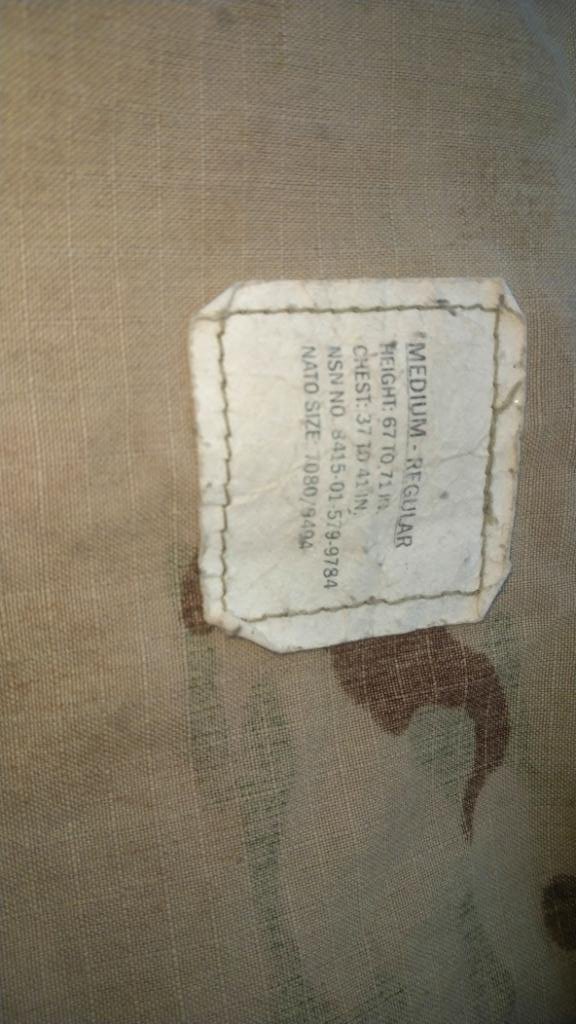 MEDIUM - REGULAR
HEIGHT: 67 TO 71 IN.
CHEST: 37 TO 41 IN.
NSN NO. 8415-01-579-9784
NATO SIZE: 7080/9404